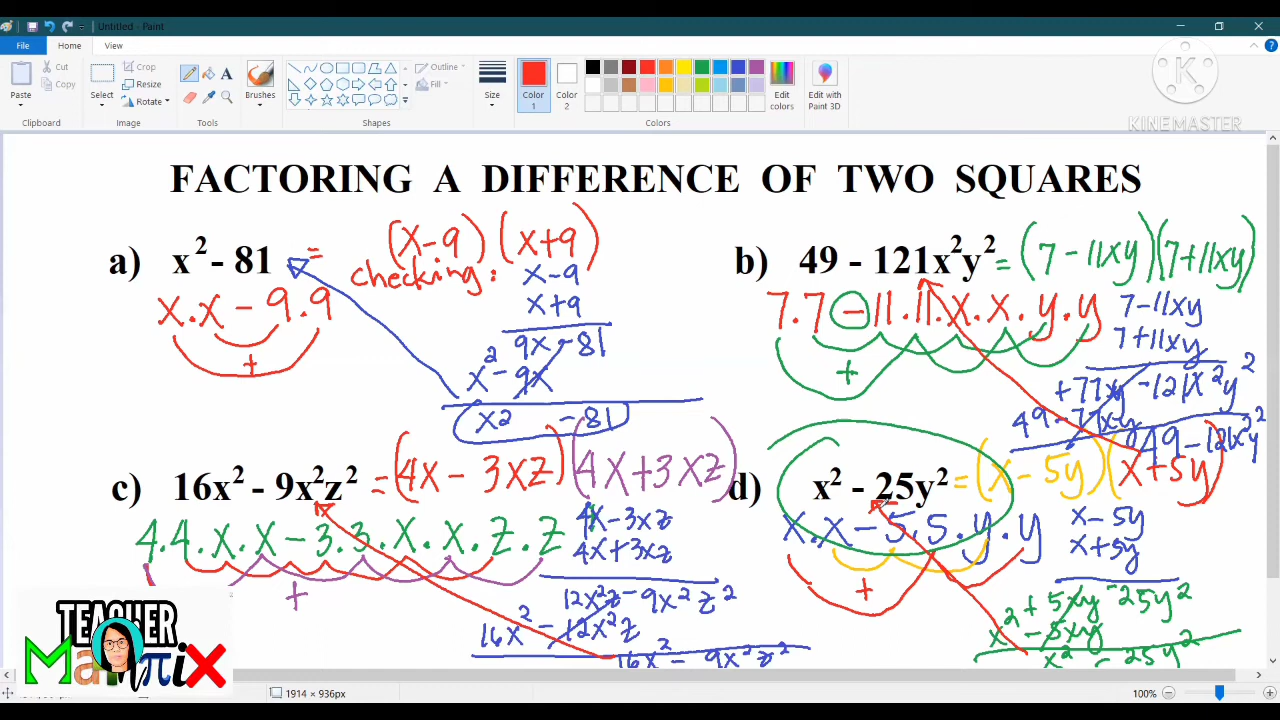 Untitled - Paint
File Home View
Cut
Copy
Paste
Clipboard
Select
Crop
Resize
Rotate
Image
Tools
Brushes
Shapes
Outline
Fill
Size
Color 1
Color 2
Colors
Edit colors
Edit with Paint 3D
K
KINEMASTER
FACTORING A DIFFERENCE OF TWO SQUARES
a) x² - 81 = (x-9) (x+9)
x.x - 9.9
+
checking:
x-9
x+9
9x - 81
x² - 9x
x2 - 81
b) 49 - 121x²y² = (7-11xy)(7+11xy)
7.7 - 11.11.x.x.y.y
+
7-11xy
7+11xy
+77xy - 121x²y²
49 - 77xy
49 - 121x²y²
c) 16x² - 9x²z² = (4x - 3xz) (4x+3xz)
4.4.x.x - 3.3.x.x.z.z
+
4x-3xz
4x+3xz
12x²z - 9x²z²
16x² - 12x²z
16x² - 9x²z²
d) x² - 25y² = (x-5y) (x+5y)
x.x - 5.5.y.y
+
x-5y
x+5y
+5xy - 25y²
x² - 5xy
x² - 25y²
TEACHER
MaπiX
1914 × 936px
100%